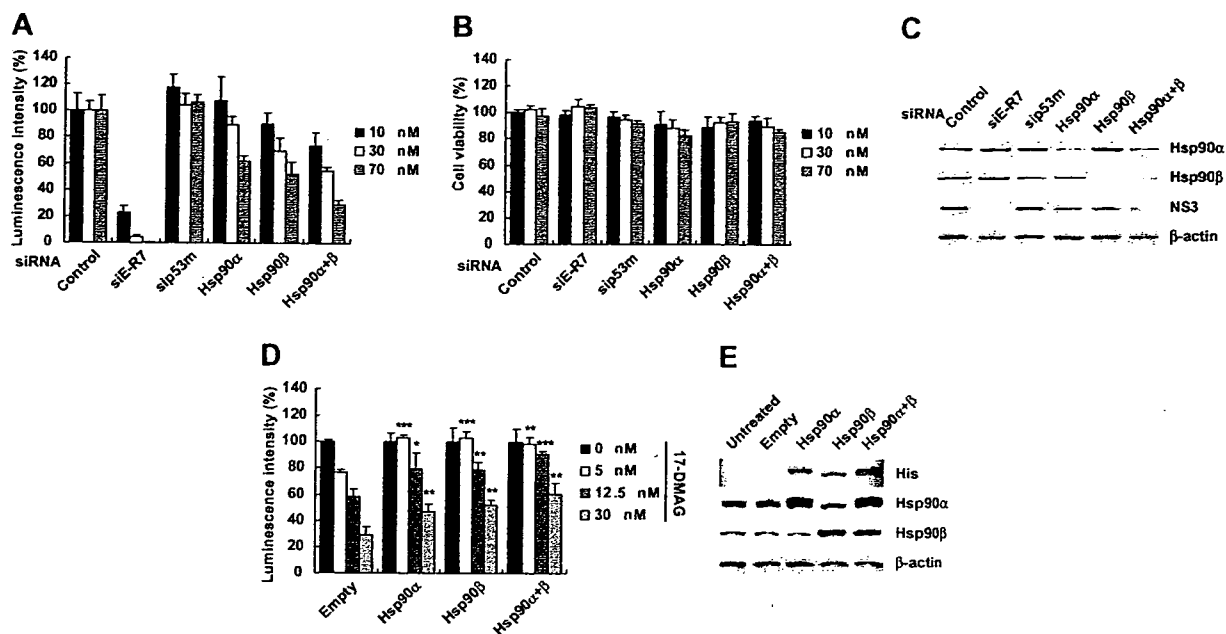 A
Luminescence intensity (%)
140
120
100
80
60
40
20
0
siRNA
Control
siE-R7
sip53m
Hsp90α
Hsp90β
Hsp90α+β
10 nM
30 nM
70 nM
B
Cell viability (%)
140
120
100
80
60
40
20
0
siRNA
Control
siE-R7
sip53m
Hsp90α
Hsp90β
Hsp90α+β
10 nM
30 nM
70 nM
C
siRNA
Control
siE-R7
sip53m
Hsp90α
Hsp90β
Hsp90α+β
Hsp90α
Hsp90β
NS3
β-actin
D
Luminescence intensity (%)
140
120
100
80
60
40
20
0
***
*
**
***
**
**
**
***
**
Empty
Hsp90α
Hsp90β
Hsp90α+β
0 nM
5 nM
12.5 nM
30 nM
17-DMAG
E
Untreated
Empty
Hsp90α
Hsp90β
Hsp90α+β
His
Hsp90α
Hsp90β
β-actin